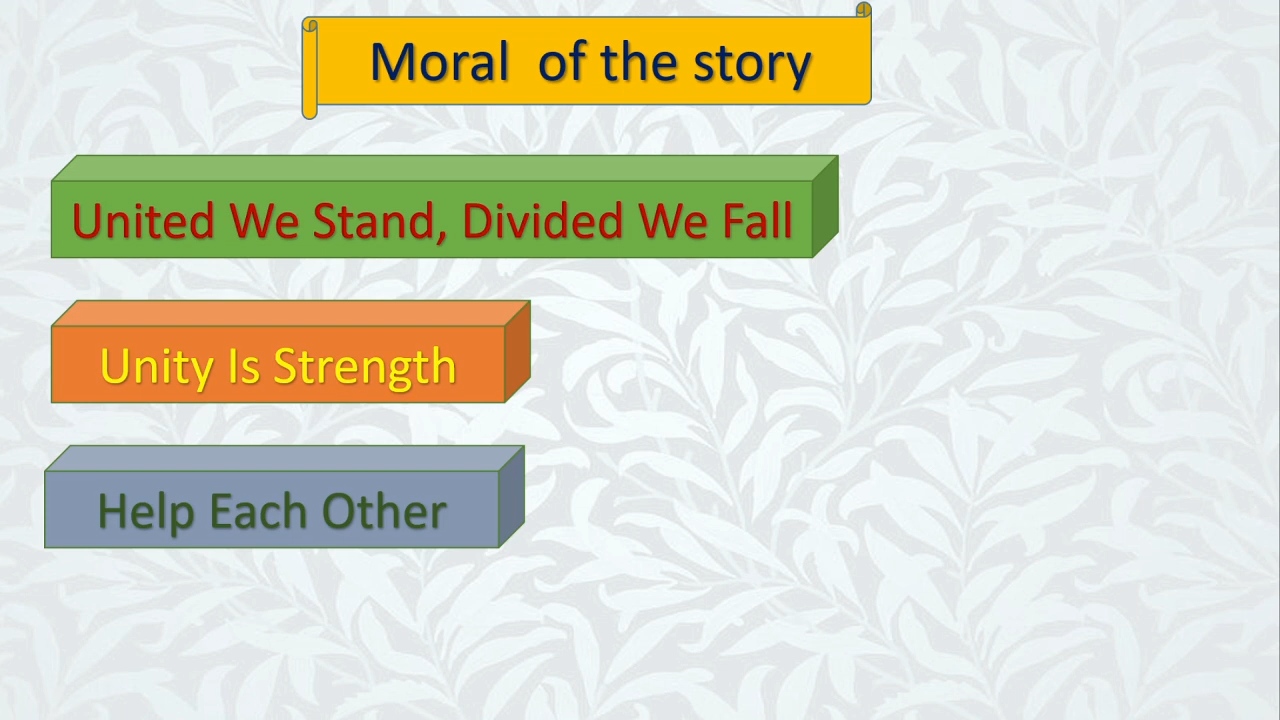 Moral  of the story
United We Stand, Divided We Fall
Unity Is Strength
Help Each Other